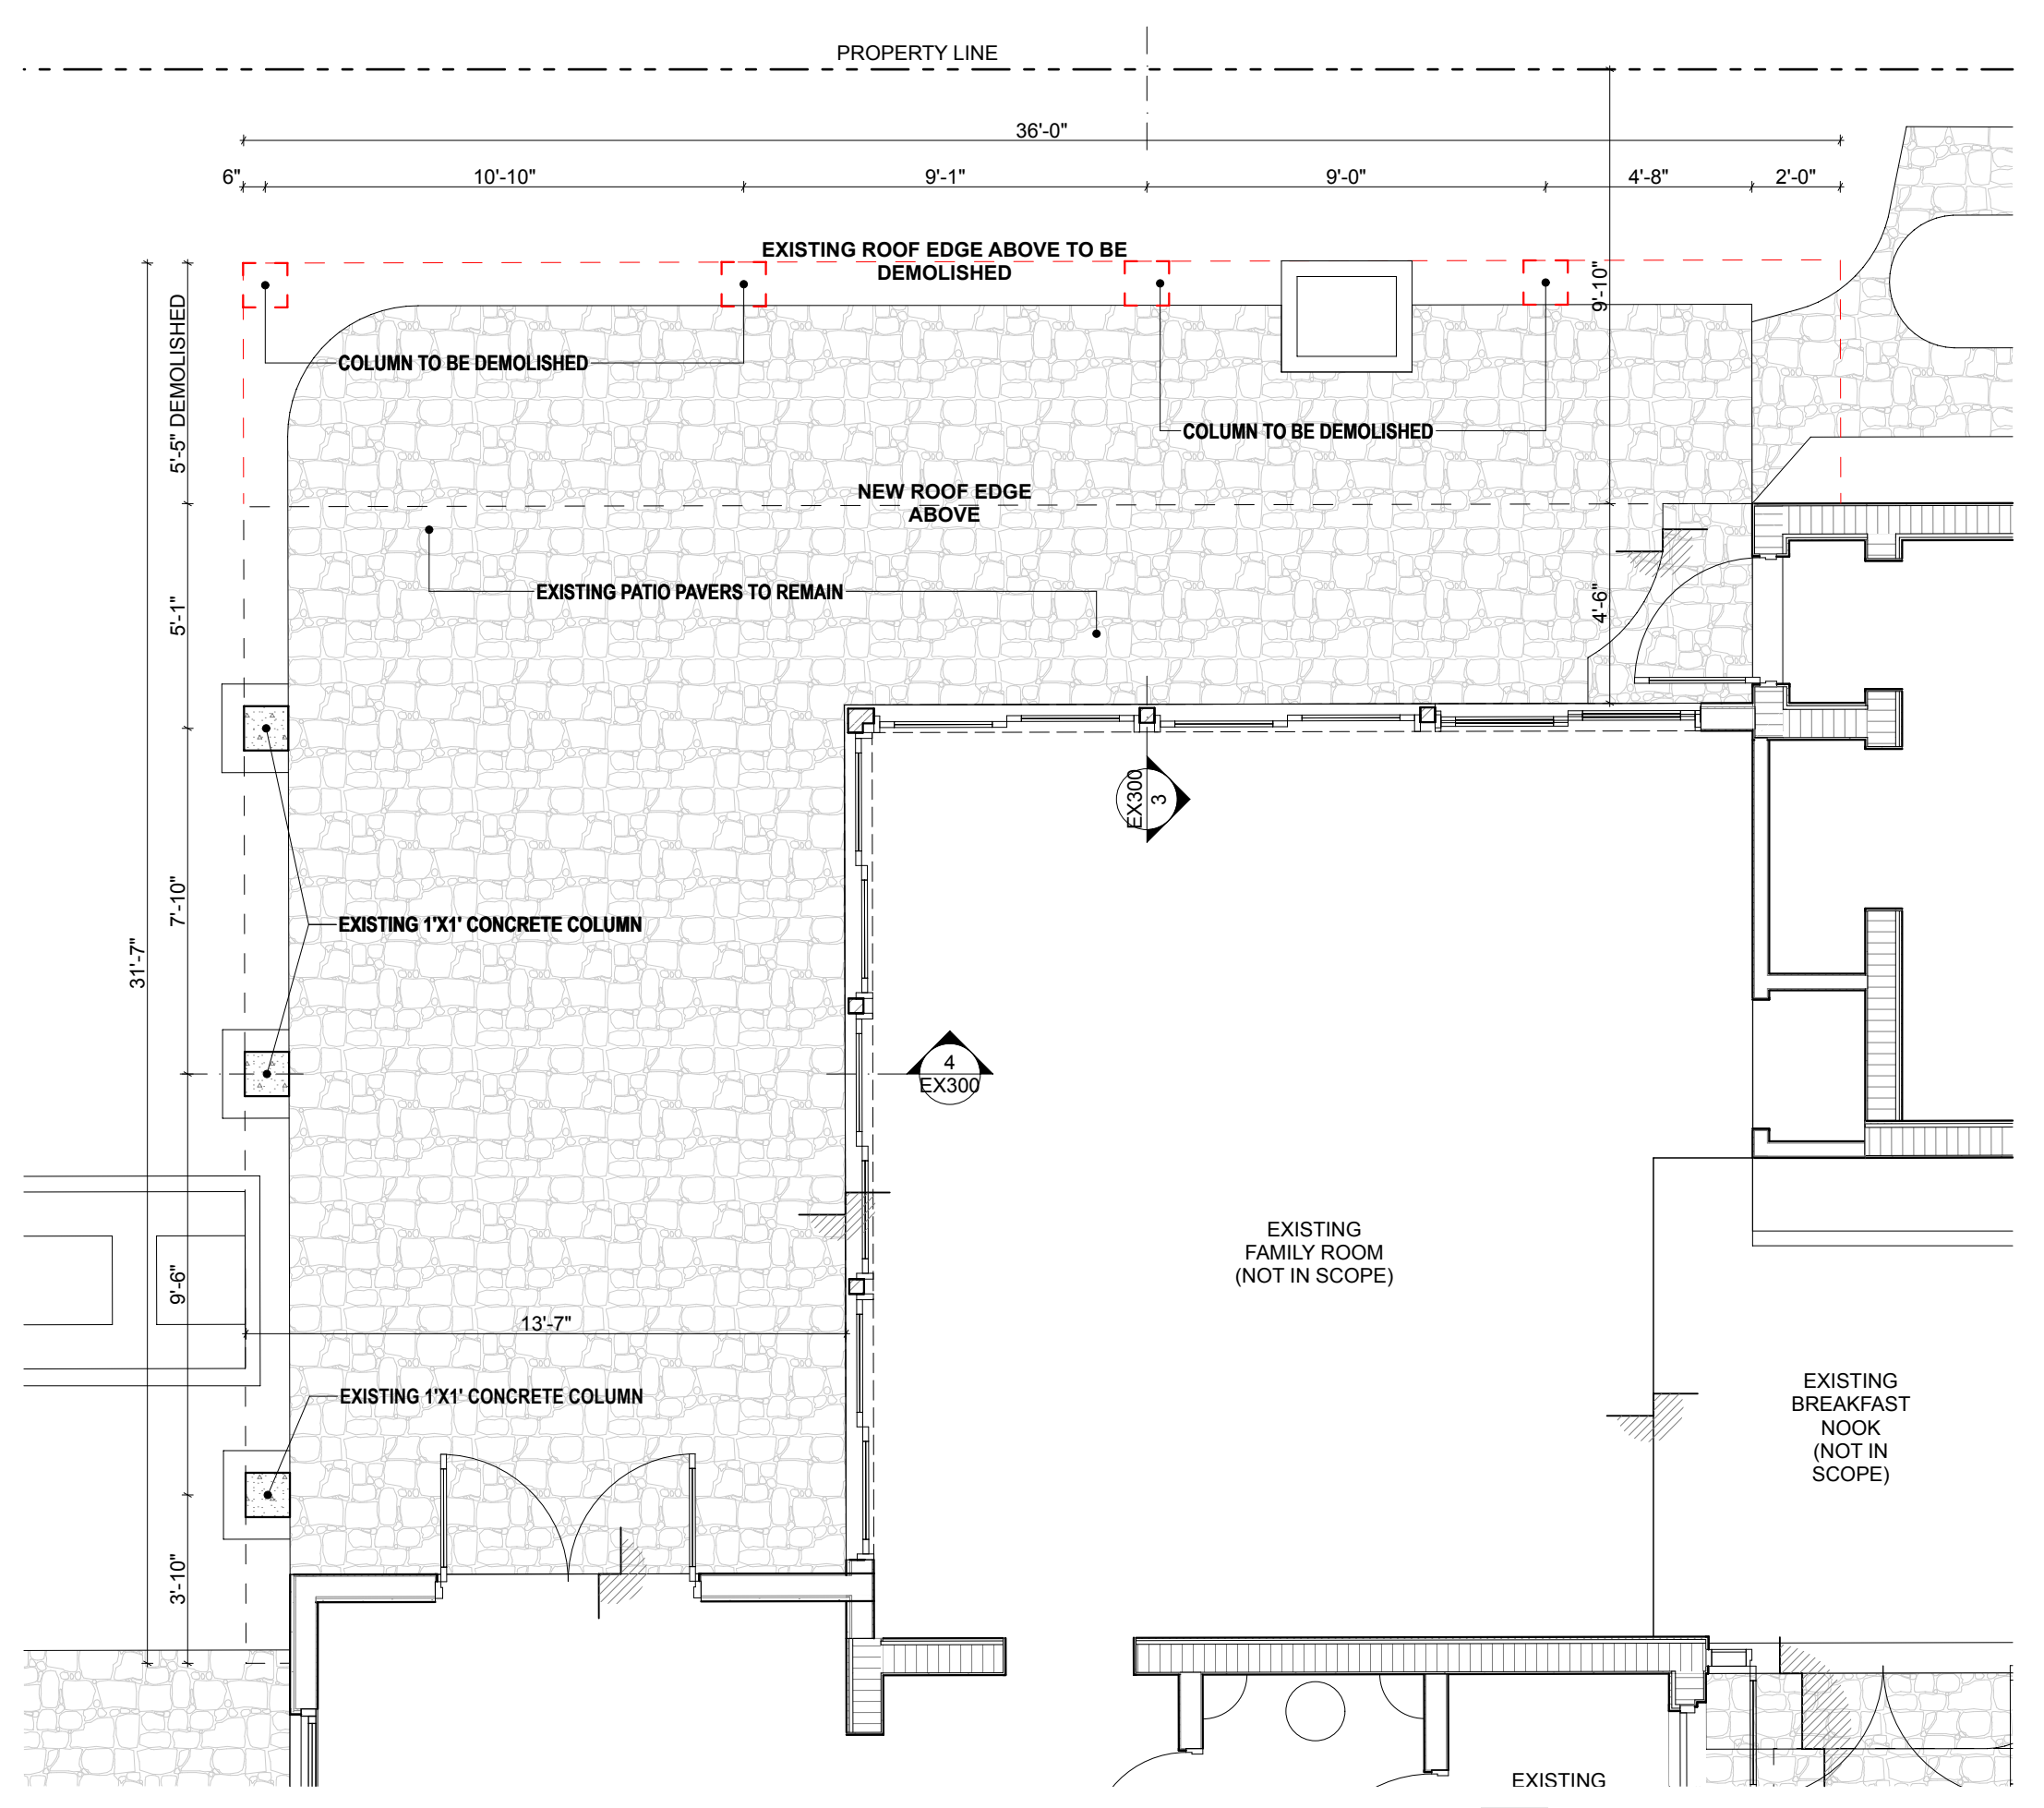 PROPERTY LINE
36'-0"
6"
10'-10"
9'-1"
9'-0"
4'-8"
2'-0"
EXISTING ROOF EDGE ABOVE TO BE
DEMOLISHED
9'-10"
5'-5" DEMOLISHED
COLUMN TO BE DEMOLISHED
COLUMN TO BE DEMOLISHED
NEW ROOF EDGE
ABOVE
EXISTING PATIO PAVERS TO REMAIN
5'-1"
4'-6"
EX300
3
7'-10"
EXISTING 1'X1' CONCRETE COLUMN
31'-7"
4
EX300
EXISTING
FAMILY ROOM
(NOT IN SCOPE)
9'-6"
13'-7"
EXISTING 1'X1' CONCRETE COLUMN
EXISTING
BREAKFAST
NOOK
(NOT IN
SCOPE)
3'-10"
EXISTING